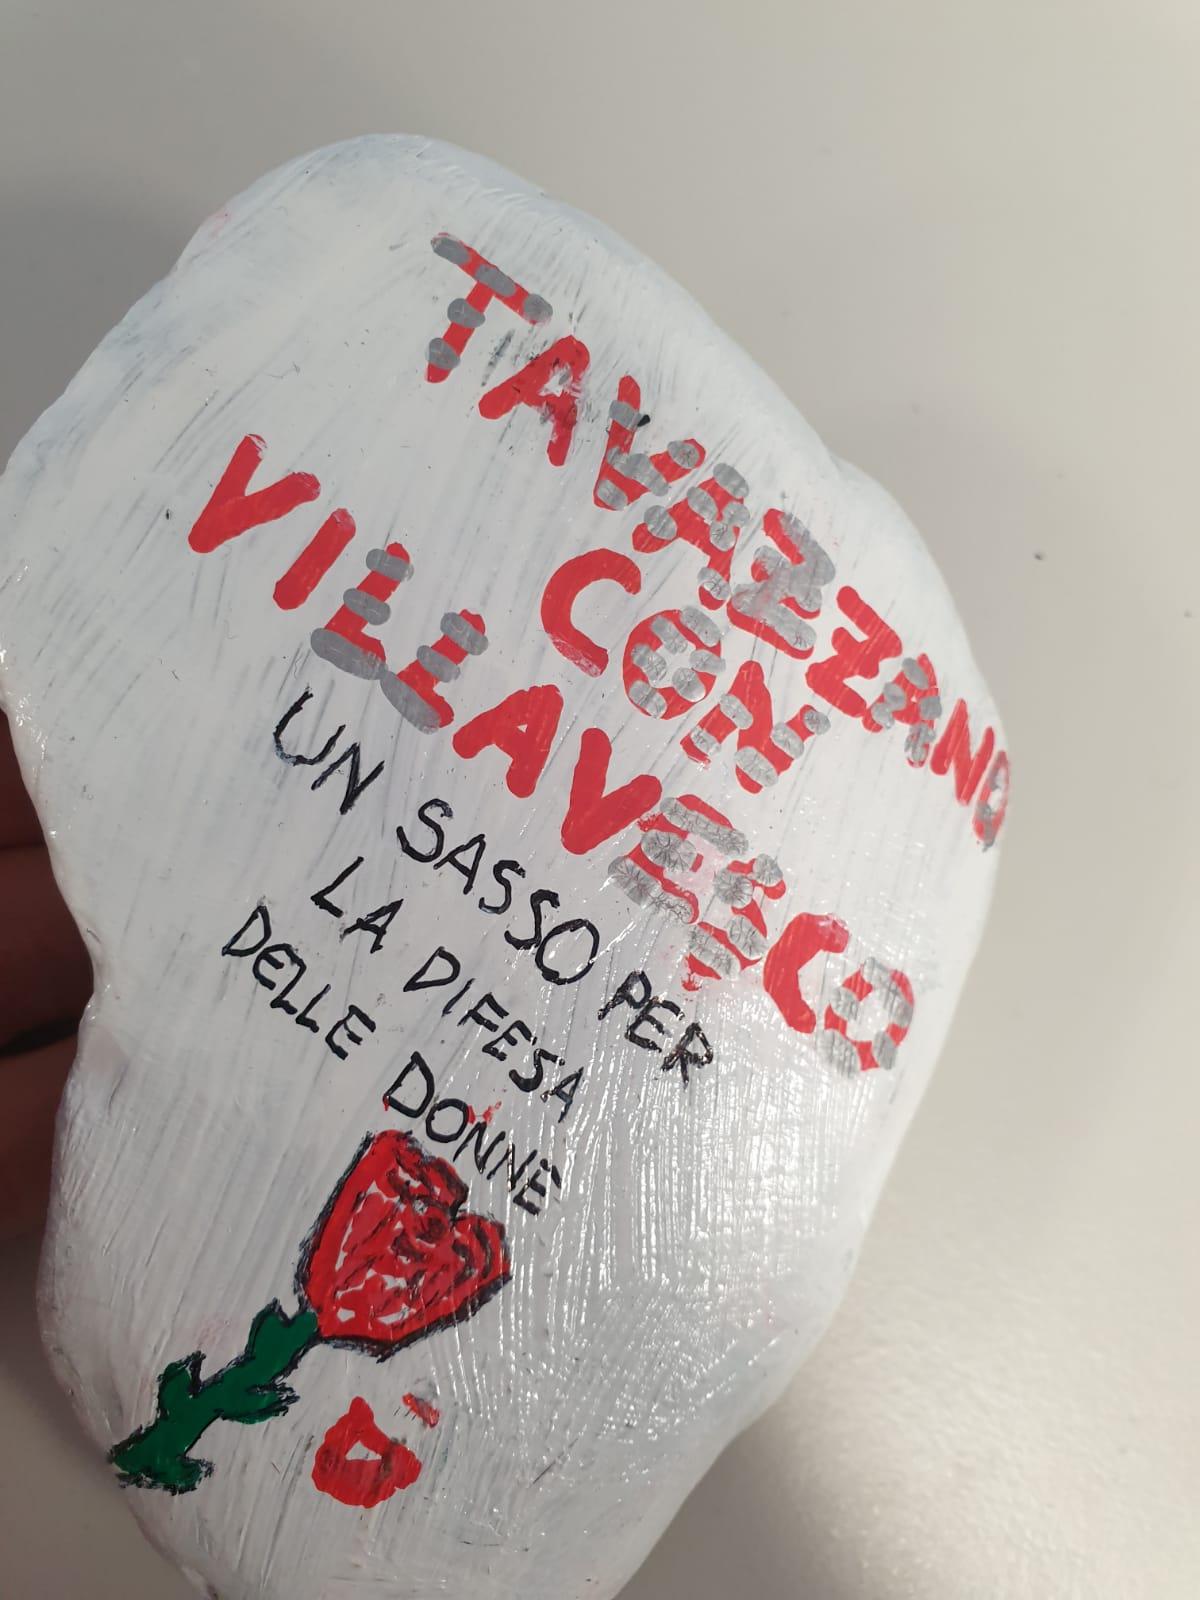 TAVAZZANO
CON
VILLAVESCO
UN SASSO PER
LA DIFESA
DELLE DONNE